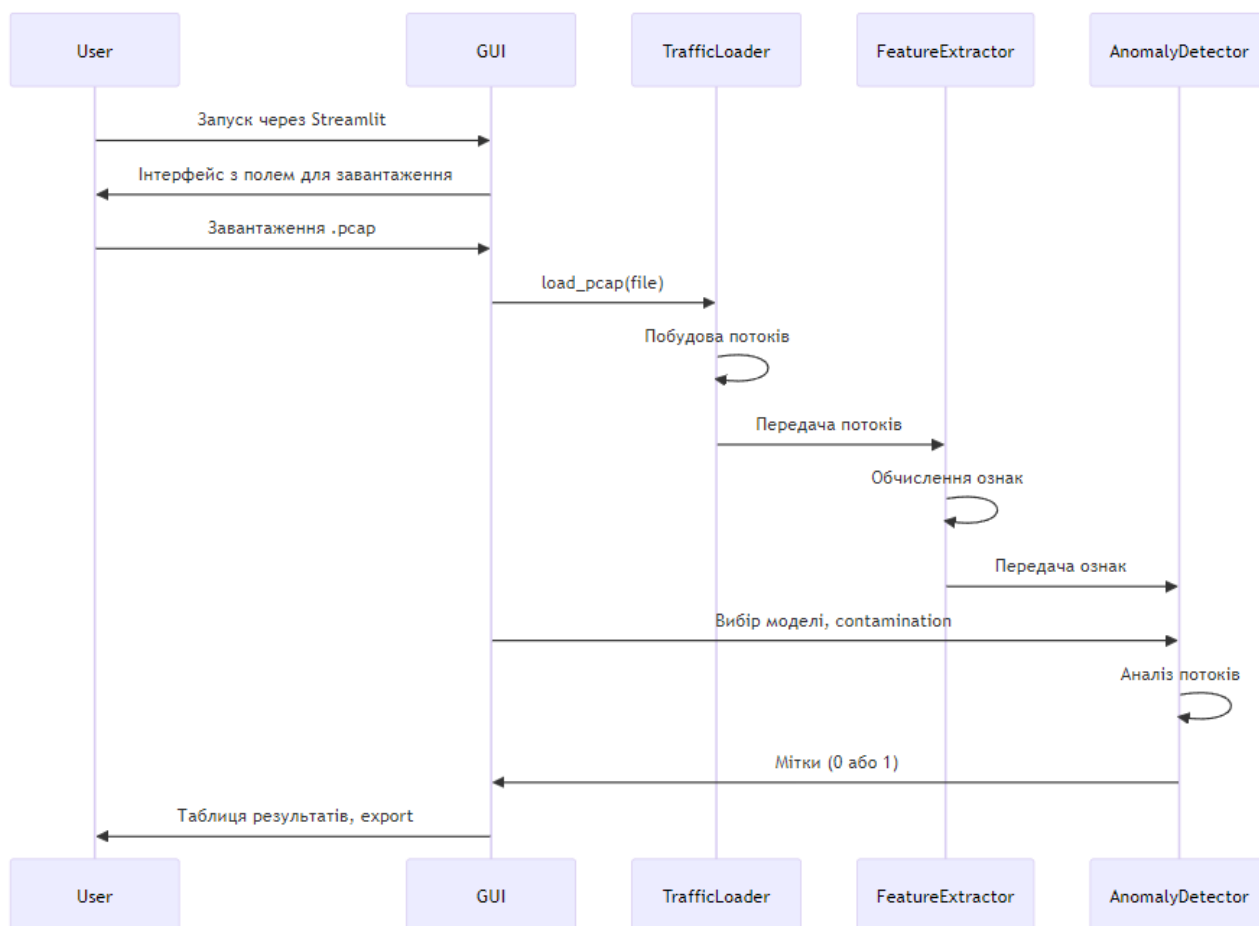 User GUI TrafficLoader FeatureExtractor AnomalyDetector
Запуск через Streamlit
Інтерфейс з полем для завантаження
Завантаження .pcap
load_pcap(file)
Побудова потоків
Передача потоків
Обчислення ознак
Передача ознак
Вибір моделі, contamination
Аналіз потоків
Мітки (0 або 1)
Таблиця результатів, export
User GUI TrafficLoader FeatureExtractor AnomalyDetector